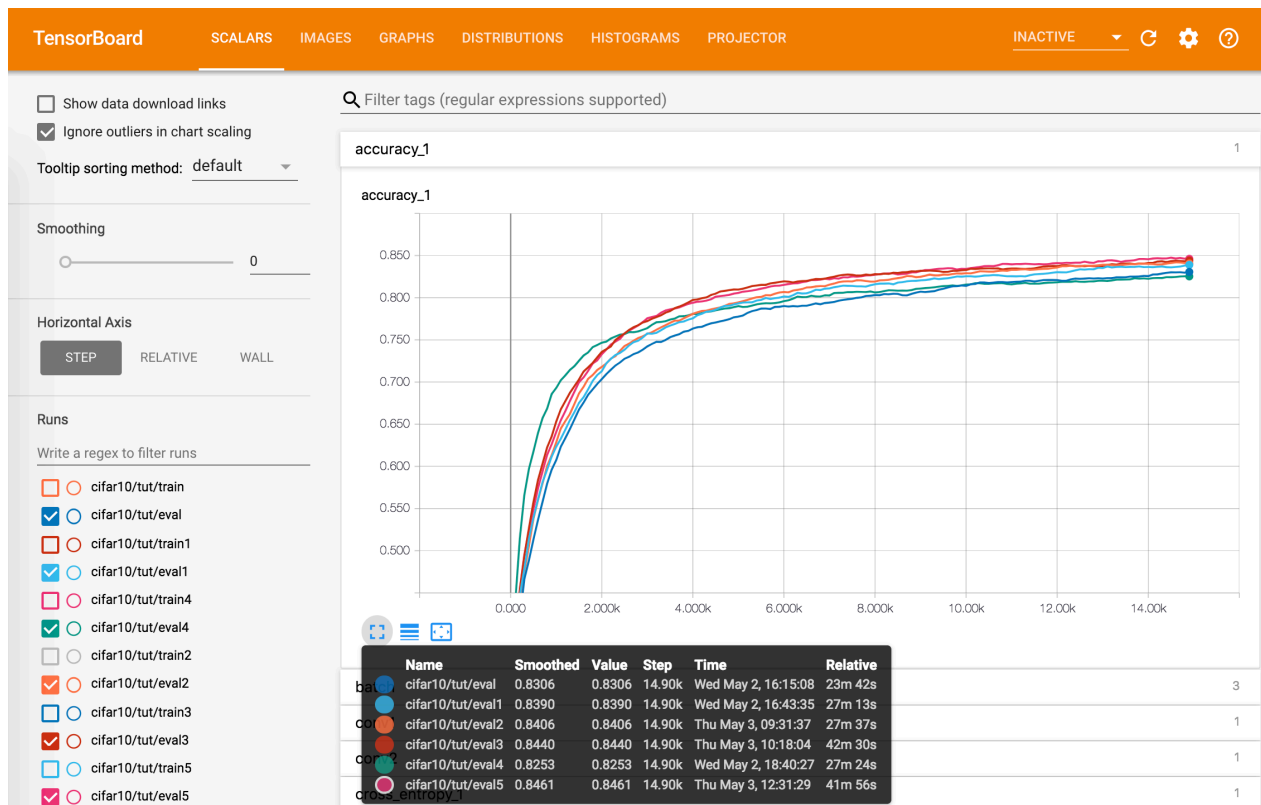 TensorBoard SCALARS IMAGES GRAPHS DISTRIBUTIONS HISTOGRAMS PROJECTOR INACTIVE
Show data download links
Ignore outliers in chart scaling
Tooltip sorting method: default
Smoothing
0
Horizontal Axis
STEP RELATIVE WALL
Runs
Write a regex to filter runs
cifar10/tut/train
cifar10/tut/eval
cifar10/tut/train1
cifar10/tut/eval1
cifar10/tut/train4
cifar10/tut/eval4
cifar10/tut/train2
cifar10/tut/eval2
cifar10/tut/train3
cifar10/tut/eval3
cifar10/tut/train5
cifar10/tut/eval5
Filter tags (regular expressions supported)
accuracy_1 1
accuracy_1
0.850
0.800
0.750
0.700
0.650
0.600
0.550
0.500
0.000 2.000k 4.000k 6.000k 8.000k 10.00k 12.00k 14.00k
Name Smoothed Value Step Time Relative
cifar10/tut/eval 0.8306 0.8306 14.90k Wed May 2, 16:15:08 23m 42s
cifar10/tut/eval1 0.8390 0.8390 14.90k Wed May 2, 16:43:35 27m 13s
cifar10/tut/eval2 0.8406 0.8406 14.90k Thu May 3, 09:31:37 27m 37s
cifar10/tut/eval3 0.8440 0.8440 14.90k Thu May 3, 10:18:04 42m 30s
cifar10/tut/eval4 0.8253 0.8253 14.90k Wed May 2, 18:40:27 27m 24s
cifar10/tut/eval5 0.8461 0.8461 14.90k Thu May 3, 12:31:29 41m 56s
3
1
conv2 1
cross_entropy_1 1